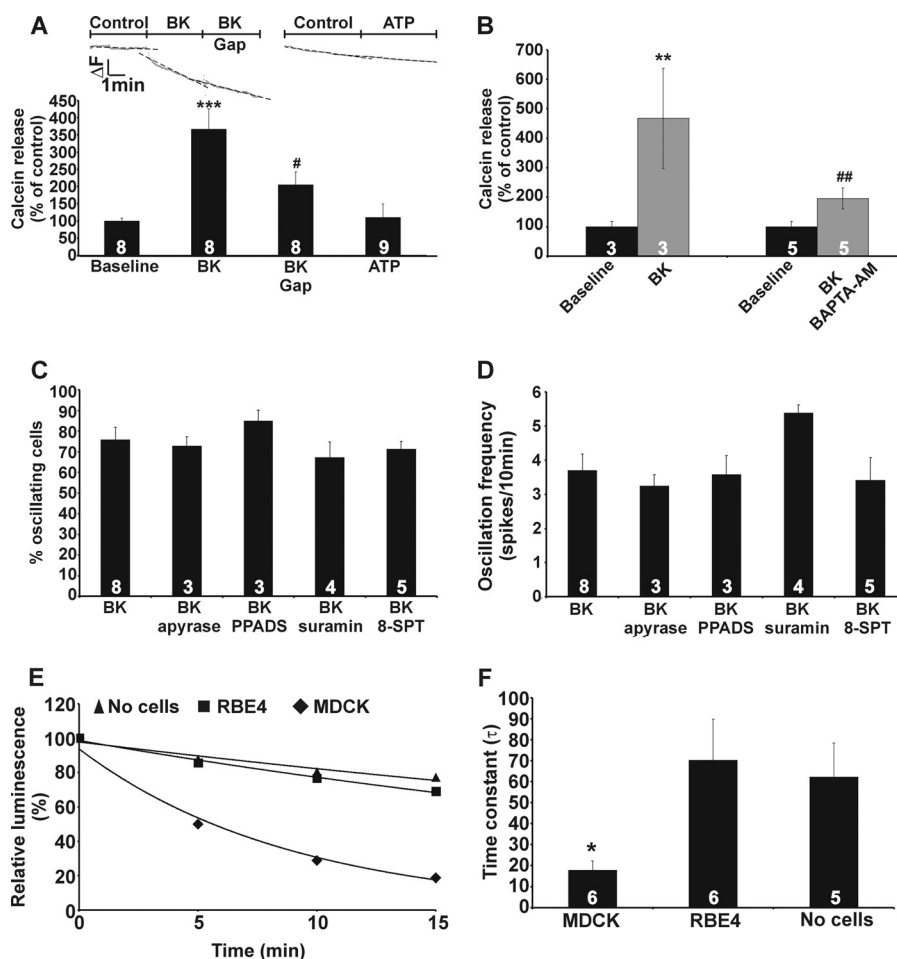 A
Control BK BK Gap
Control ATP
ΔF
1min
Calcein release (% of control)
450
400
350
300
250
200
150
100
50
0
***
#
8 8 8 9
Baseline BK BK Gap ATP
B
Calcein release (% of control)
700
600
500
400
300
200
100
0
**
##
3 3 5 5
Baseline BK Baseline BK BAPTA-AM
C
% oscillating cells
100
90
80
70
60
50
40
30
20
10
0
8 3 3 4 5
BK BK BK BK BK
apyrase PPADS suramin 8-SPT
D
Oscillation frequency (spikes/10min)
6
5
4
3
2
1
0
8 3 3 4 5
BK BK BK BK BK
apyrase PPADS suramin 8-SPT
E
Relative luminescence (%)
120
100
80
60
40
20
0
No cells RBE4 MDCK
0 5 10 15
Time (min)
F
Time constant (τ)
100
90
80
70
60
50
40
30
20
10
0
*
6 6 5
MDCK RBE4 No cells